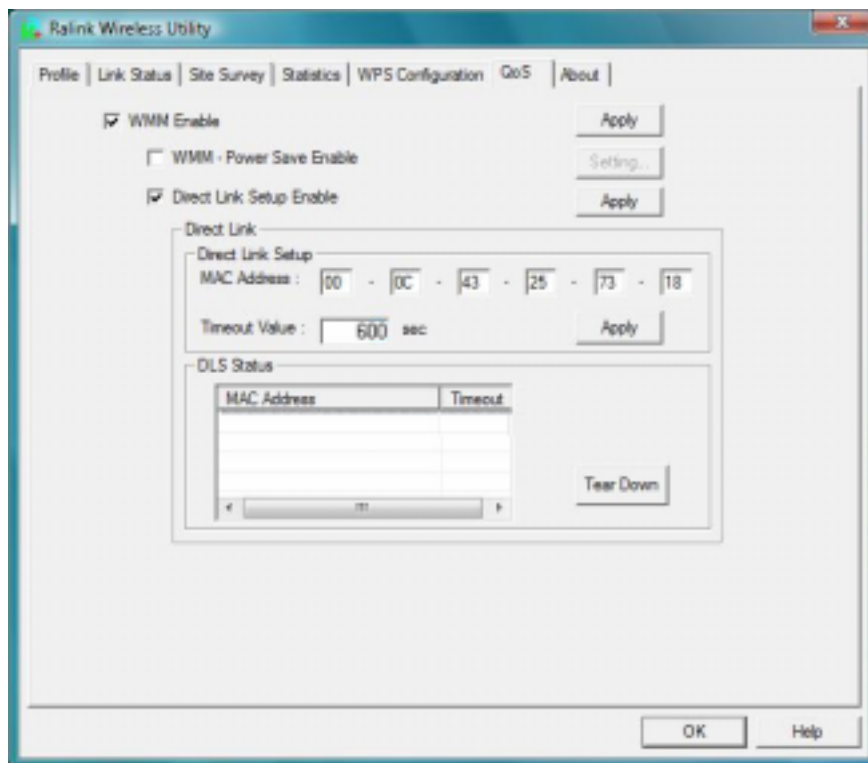 Ralink Wireless Utility
Profile Link Status Site Survey Statistics WPS Configuration QoS About
WMM Enable Apply
WMM - Power Save Enable Setting...
Direct Link Setup Enable Apply
Direct Link
Direct Link Setup
MAC Address : 00 - 0C - 43 - 25 - 73 - 18
Timeout Value : 600 sec Apply
DLS Status
MAC Address Timeout
Tear Down
OK Help